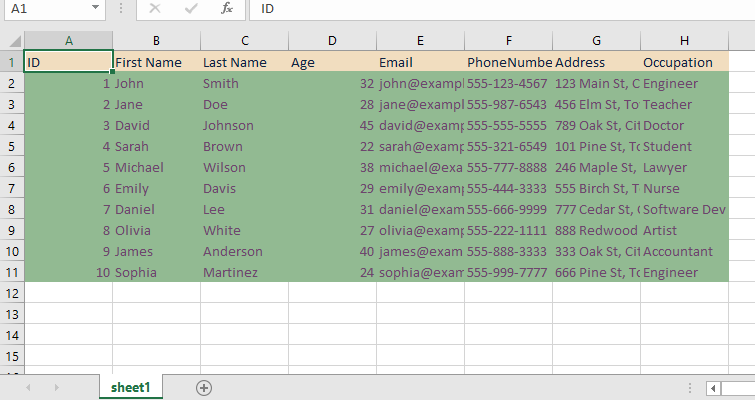 A1 fx ID
A B C D E F G H
1 ID First Name Last Name Age Email PhoneNumbe Address Occupation
2 1 John Smith 32 john@exampl 555-123-4567 123 Main St, C Engineer
3 2 Jane Doe 28 jane@exampl 555-987-6543 456 Elm St, To Teacher
4 3 David Johnson 45 david@examp 555-555-5555 789 Oak St, Cit Doctor
5 4 Sarah Brown 22 sarah@examp 555-321-6549 101 Pine St, To Student
6 5 Michael Wilson 38 michael@exa 555-777-8888 246 Maple St, Lawyer
7 6 Emily Davis 29 emily@examp 555-444-3333 555 Birch St, T Nurse
8 7 Daniel Lee 31 daniel@exam 555-666-9999 777 Cedar St, Software Dev
9 8 Olivia White 27 olivia@examp 555-222-1111 888 Redwood Artist
10 9 James Anderson 40 james@exam 555-888-3333 333 Oak St, Cit Accountant
11 10 Sophia Martinez 24 sophia@exam 555-999-7777 666 Pine St, To Engineer
12
13
14
15
sheet1